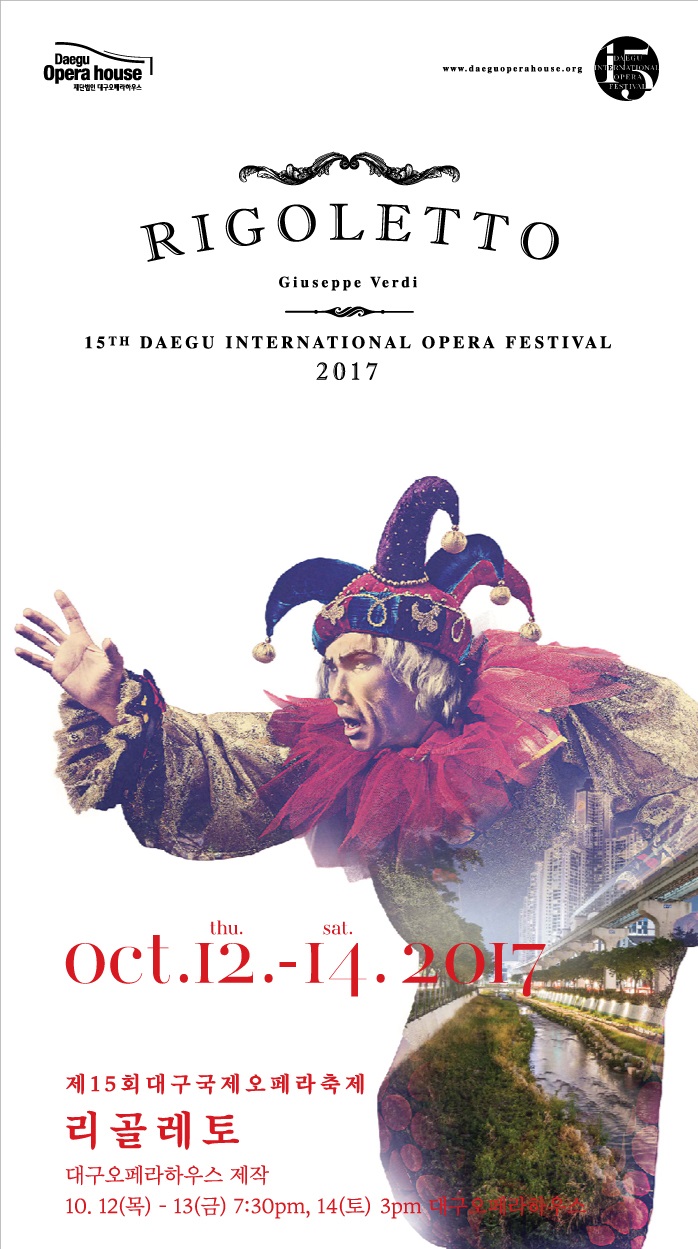 Daegu
Opera house
재단법인 대구오페라하우스
www.daeguoperahouse.org
15
DAEGU
INTERNATIONAL
OPERA
FESTIVAL
RIGOLETTO
Giuseppe Verdi
15TH DAEGU INTERNATIONAL OPERA FESTIVAL
2017
thu. sat.
oct.12.-14.2017
제15회대구국제오페라축제
리골레토
대구오페라하우스 제작
10. 12(목) - 13(금) 7:30pm, 14(토) 3pm 대구오페라하우스